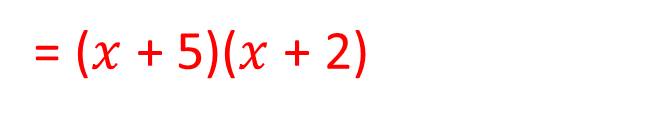 = (𝑥 + 5)(𝑥 + 2)